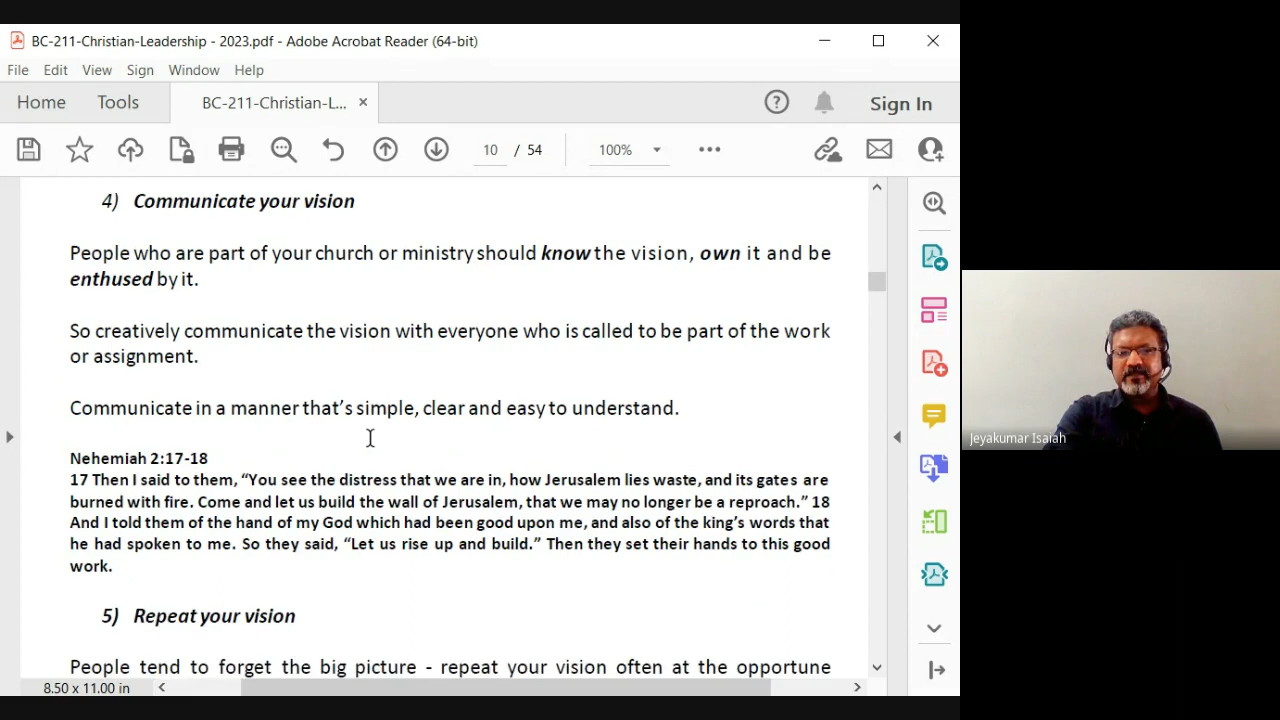 BC-211-Christian-Leadership - 2023.pdf - Adobe Acrobat Reader (64-bit)
File Edit View Sign Window Help
Home Tools BC-211-Christian-L... × Sign In
10 / 54 100%
4) Communicate your vision
People who are part of your church or ministry should know the vision, own it and be
enthused by it.
So creatively communicate the vision with everyone who is called to be part of the work
or assignment.
Communicate in a manner that’s simple, clear and easy to understand.
Nehemiah 2:17-18
17 Then I said to them, “You see the distress that we are in, how Jerusalem lies waste, and its gates are
burned with fire. Come and let us build the wall of Jerusalem, that we may no longer be a reproach.” 18
And I told them of the hand of my God which had been good upon me, and also of the king’s words that
he had spoken to me. So they said, “Let us rise up and build.” Then they set their hands to this good
work.
5) Repeat your vision
People tend to forget the big picture - repeat your vision often at the opportune
8.50 x 11.00 in
Jeyakumar Isaiah